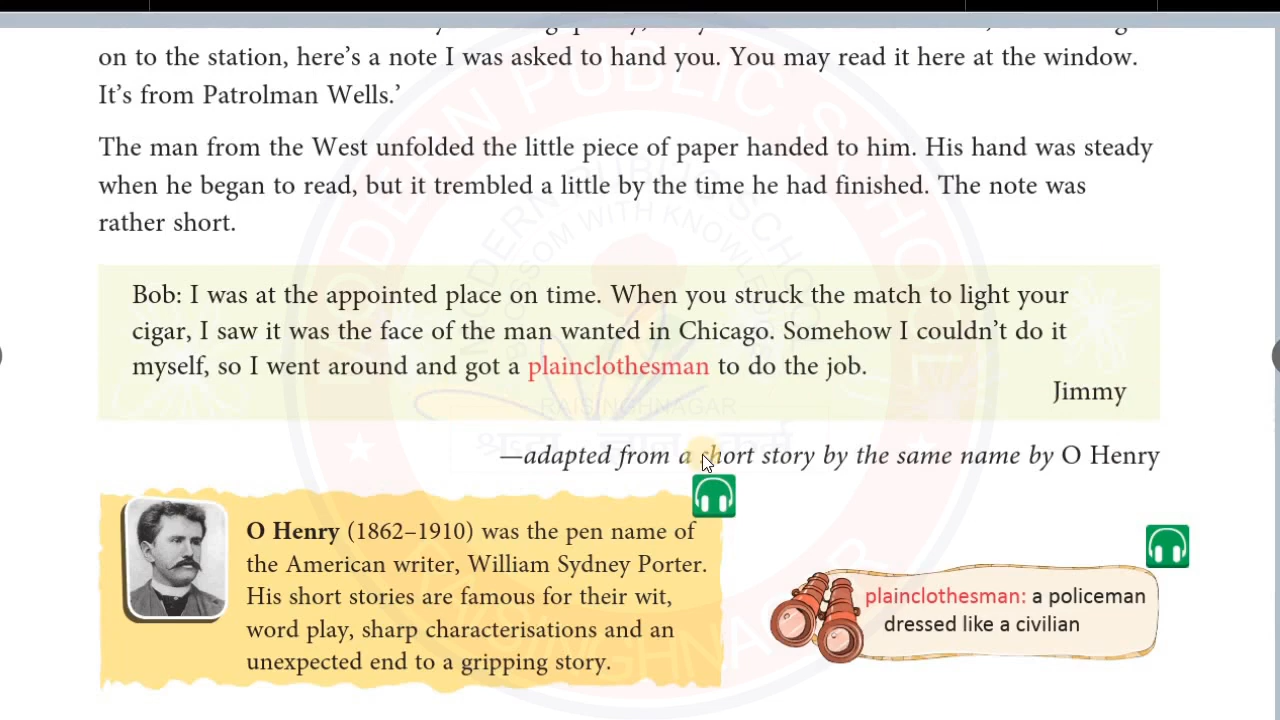 on to the station, here’s a note I was asked to hand you. You may read it here at the window.
It’s from Patrolman Wells.’
The man from the West unfolded the little piece of paper handed to him. His hand was steady
when he began to read, but it trembled a little by the time he had finished. The note was
rather short.
Bob: I was at the appointed place on time. When you struck the match to light your
cigar, I saw it was the face of the man wanted in Chicago. Somehow I couldn’t do it
myself, so I went around and got a plainclothesman to do the job.
Jimmy
—adapted from a short story by the same name by O Henry
O Henry (1862–1910) was the pen name of
the American writer, William Sydney Porter.
His short stories are famous for their wit,
word play, sharp characterisations and an
unexpected end to a gripping story.
plainclothesman: a policeman
dressed like a civilian
MODERN PUBLIC SCHOOL
BLOSSOM WITH KNOWLEDGE
RAISINGHNAGAR